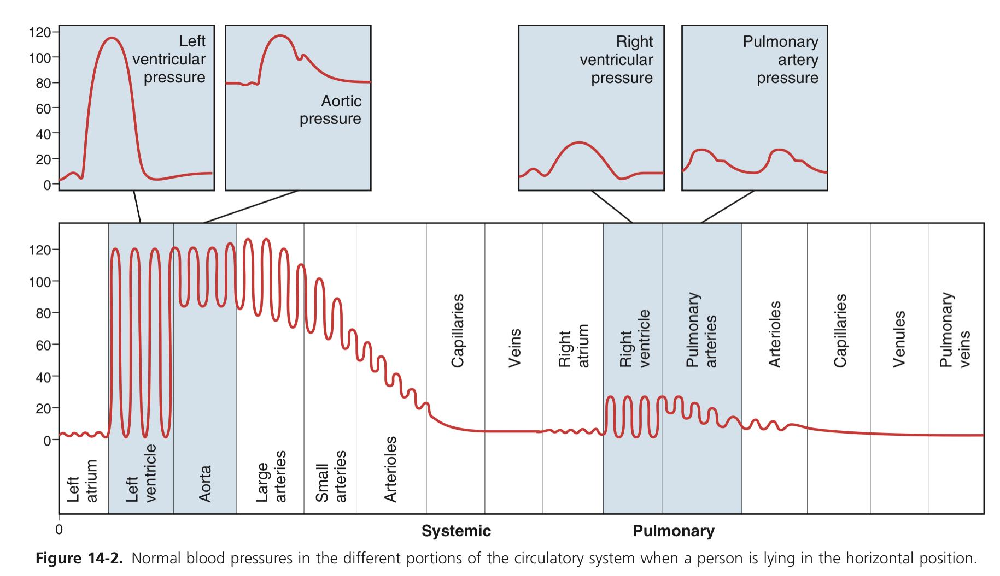 120
100
80
60
40
20
0
Left
ventricular
pressure
Aortic
pressure
Right
ventricular
pressure
Pulmonary
artery
pressure
120
100
80
60
40
20
0
Left
atrium
Left
ventricle
Aorta
Large
arteries
Small
arteries
Arterioles
Capillaries
Veins
Right
atrium
Right
ventricle
Pulmonary
arteries
Arterioles
Capillaries
Venules
Pulmonary
veins
0
Systemic
Pulmonary
Figure 14-2. Normal blood pressures in the different portions of the circulatory system when a person is lying in the horizontal position.